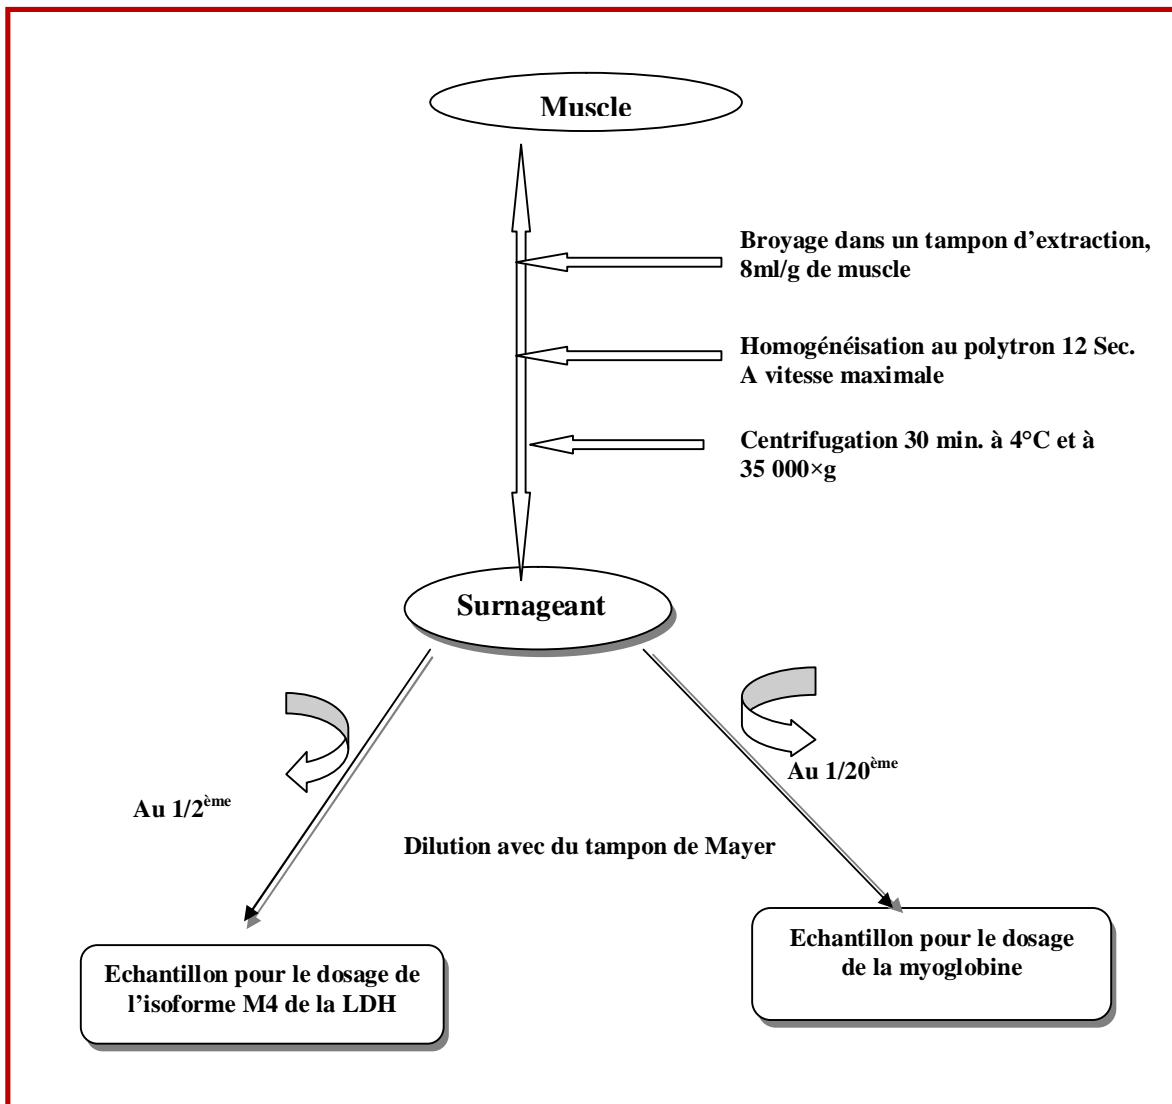 Muscle
Broyage dans un tampon d’extraction,
8ml/g de muscle
Homogénéisation au polytron 12 Sec.
A vitesse maximale
Centrifugation 30 min. à 4°C et à
35 000×g
Surnageant
Au 1/2ème
Au 1/20ème
Dilution avec du tampon de Mayer
Echantillon pour le dosage de
l’isoforme M4 de la LDH
Echantillon pour le dosage
de la myoglobine